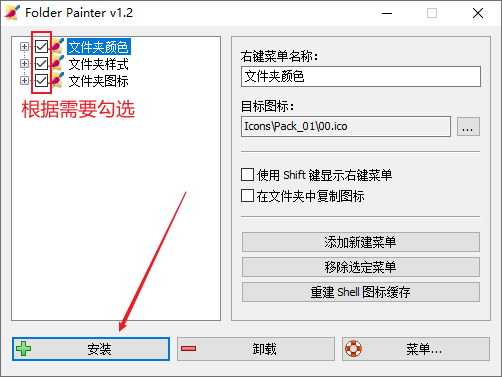 Folder Painter v1.2
文件夹颜色
文件夹样式
文件夹图标
根据需要勾选
右键菜单名称：
文件夹颜色
目标图标：
Icons\Pack_01\00.ico
...
使用 Shift 键显示右键菜单
在文件夹中复制图标
添加新建菜单
移除选定菜单
重建 Shell 图标缓存
安装
卸载
菜单...